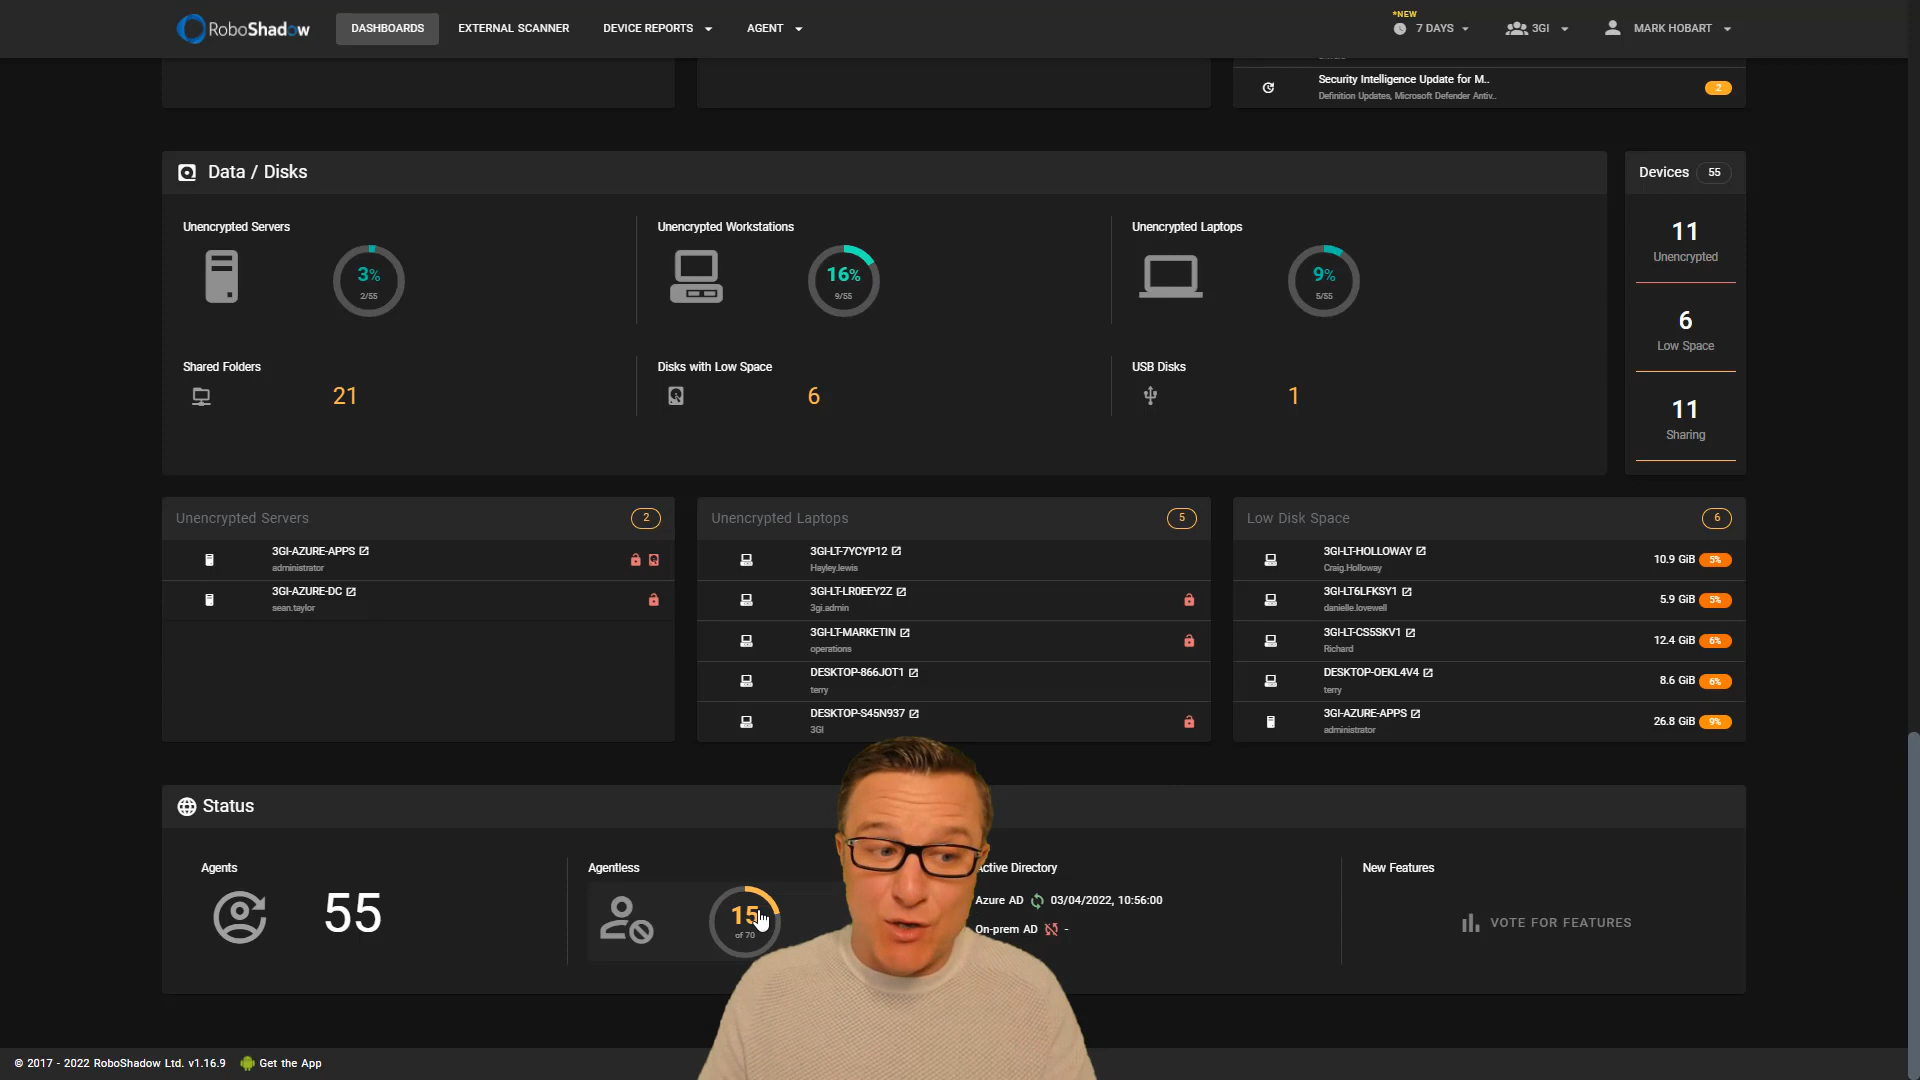 RoboShadow
DASHBOARDS
EXTERNAL SCANNER
DEVICE REPORTS
AGENT
*NEW
7 DAYS
3GI
MARK HOBART
Security Intelligence Update for M..
Definition Updates, Microsoft Defender Antiv..
2
Data / Disks
Devices 55
Unencrypted Servers
3%
2/55
Unencrypted Workstations
16%
9/55
Unencrypted Laptops
9%
5/55
11
Unencrypted
6
Low Space
11
Sharing
Shared Folders
21
Disks with Low Space
6
USB Disks
1
Unencrypted Servers
2
3GI-AZURE-APPS
administrator
3GI-AZURE-DC
sean.taylor
Unencrypted Laptops
5
3GI-LT-7YCYP12
Hayley.lewis
3GI-LT-LR0EEY2Z
3gi.admin
3GI-LT-MARKETIN
operations
DESKTOP-866JOT1
terry
DESKTOP-S45N937
3GI
Low Disk Space
6
3GI-LT-HOLLOWAY
Craig.Holloway
10.9 GiB 5%
3GI-LT6LFKSY1
danielle.lovewell
5.9 GiB 5%
3GI-LT-CS5SKV1
Richard
12.4 GiB 6%
DESKTOP-OEKL4V4
terry
8.6 GiB 6%
3GI-AZURE-APPS
administrator
26.8 GiB 9%
Status
Agents
55
Agentless
15
of 70
Active Directory
Azure AD 03/04/2022, 10:56:00
On-prem AD -
New Features
VOTE FOR FEATURES
© 2017 - 2022 RoboShadow Ltd. v1.16.9
Get the App